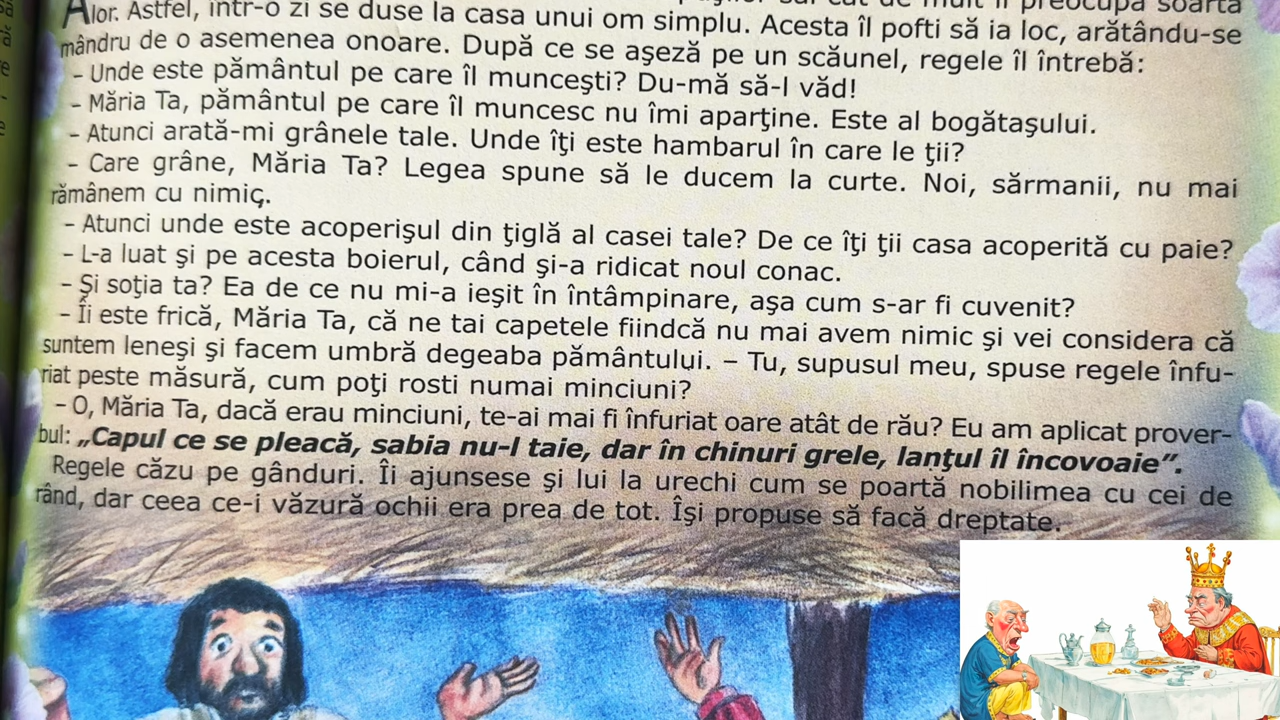 lor. Astfel, într-o zi se duse la casa unui om simplu. Acesta îl pofti să ia loc, arătându-se
mândru de o asemenea onoare. După ce se aşeză pe un scăunel, regele îl întrebă:
– Unde este pământul pe care îl munceşti? Du-mă să-l văd!
– Măria Ta, pământul pe care îl muncesc nu îmi aparţine. Este al bogătaşului.
– Atunci arată-mi grânele tale. Unde îţi este hambarul în care le ţii?
– Care grâne, Măria Ta? Legea spune să le ducem la curte. Noi, sărmanii, nu mai
rămânem cu nimic.
– Atunci unde este acoperişul din ţiglă al casei tale? De ce îţi ţii casa acoperită cu paie?
– L-a luat şi pe acesta boierul, când şi-a ridicat noul conac.
– Şi soţia ta? Ea de ce nu mi-a ieşit în întâmpinare, aşa cum s-ar fi cuvenit?
– Îi este frică, Măria Ta, că ne tai capetele fiindcă nu mai avem nimic şi vei considera că
suntem leneşi şi facem umbră degeaba pământului. – Tu, supusul meu, spuse regele înfu-
riat peste măsură, cum poţi rosti numai minciuni?
– O, Măria Ta, dacă erau minciuni, te-ai mai fi înfuriat oare atât de rău? Eu am aplicat prover-
bul: „Capul ce se pleacă, sabia nu-l taie, dar în chinuri grele, lanţul îl încovoaie”.
Regele căzu pe gânduri. Îi ajunsese şi lui la urechi cum se poartă nobilimea cu cei de
rând, dar ceea ce-i văzură ochii era prea de tot. Îşi propuse să facă dreptate.